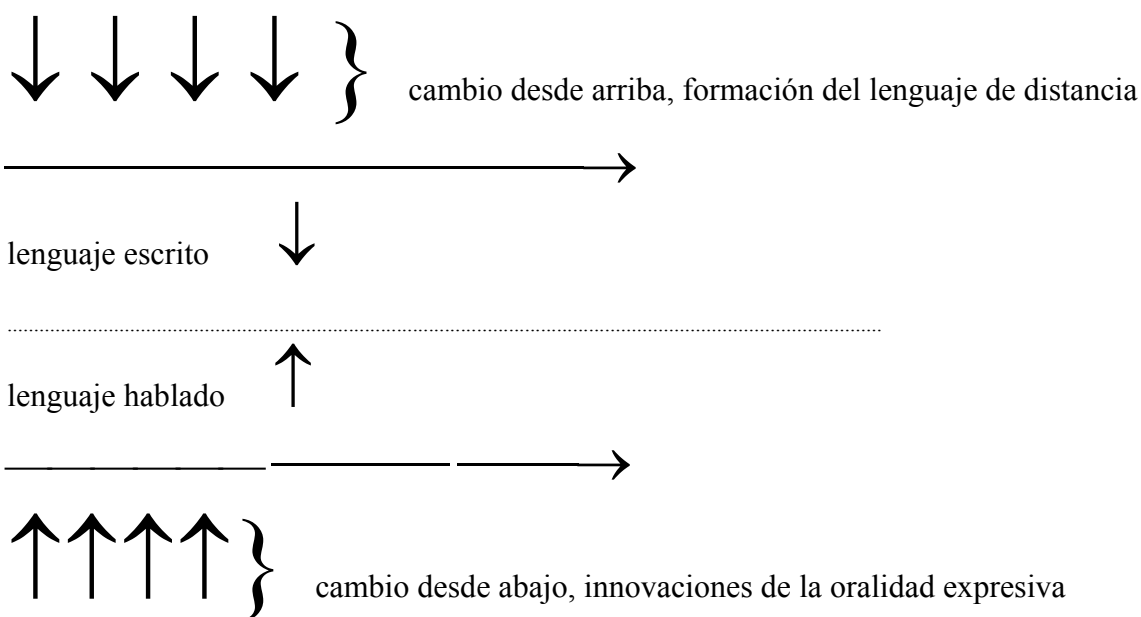 cambio desde arriba, formación del lenguaje de distancia
lenguaje escrito
lenguaje hablado
cambio desde abajo, innovaciones de la oralidad expresiva